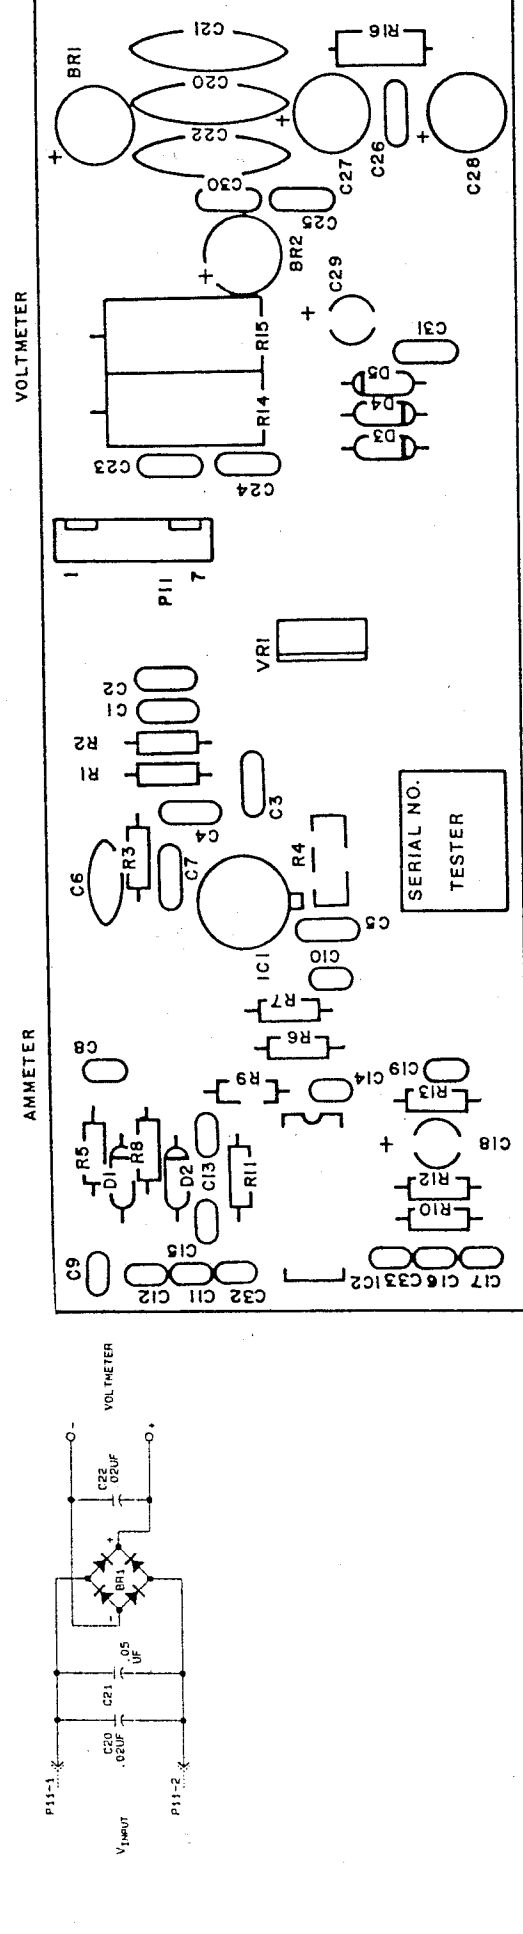 VOLTMETER
AMMETER
BR1
C21
C20
C22
R16
+
+
+
C27
C26
C28
C30
C25
+
BR2
R15
R14
+
C29
C31
D5
D4
D3
C23
C24
1
P11
7
VR1
C2
C1
R2
R1
C3
C4
C6
R3
C7
R4
IC1
C5
C10
SERIAL NO.
TESTER
R7
R6
C8
R9
C14
C19
R13
+
C18
R12
R10
R5
D1
R8
D2
C13
R11
C9
C15
C12
C11
C32
IC2
C33
C16
C17
P11-1
VINPUT
P11-2
C20
.02UF
C21
.05
UF
-
BR1
+
C22
.02UF
-
+
VOLTMETER